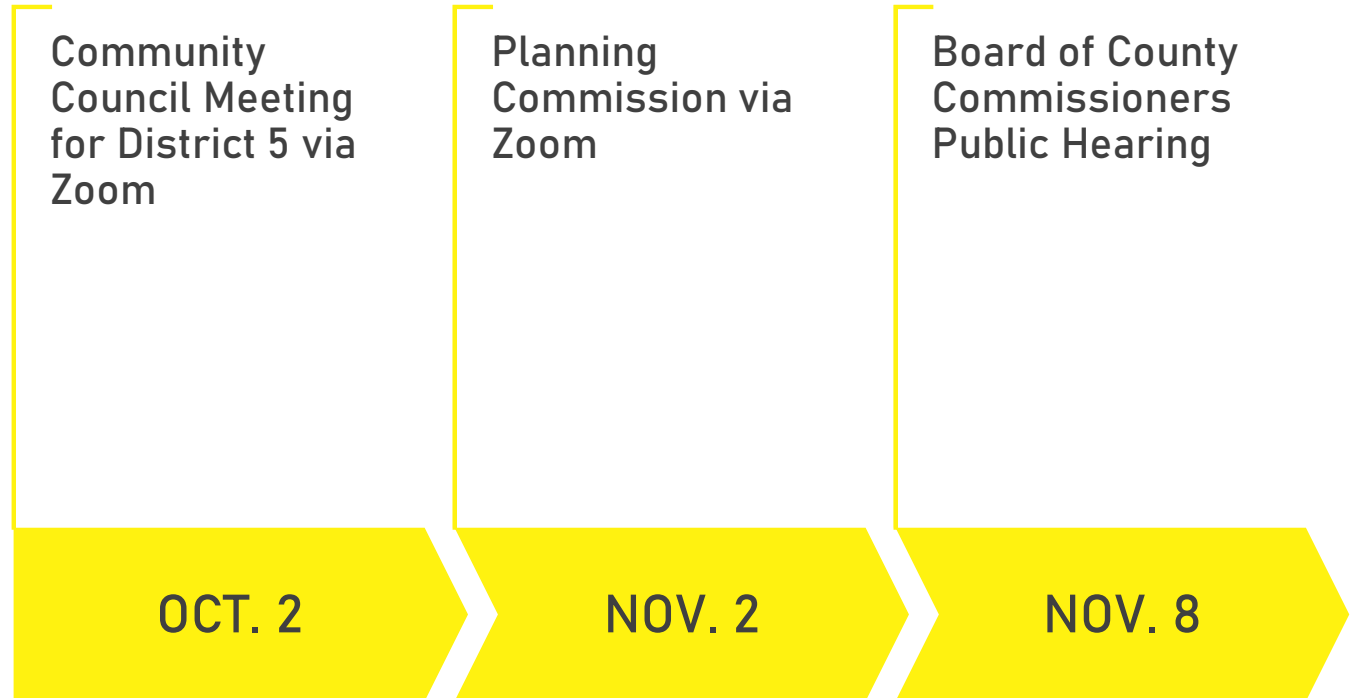 Community
Council Meeting
for District 5 via
Zoom
Planning
Commission via
Zoom
Board of County
Commissioners
Public Hearing
OCT. 2
NOV. 2
NOV. 8